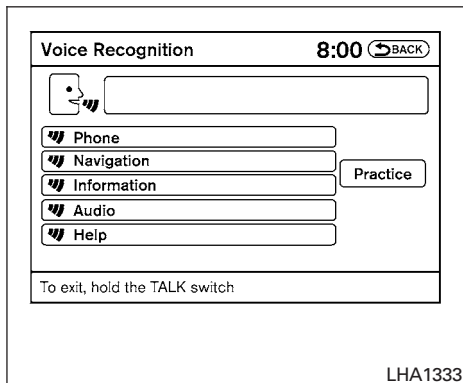 Voice Recognition 8:00 BACK
Phone
Navigation
Information
Practice
Audio
Help
To exit, hold the TALK switch
LHA1333